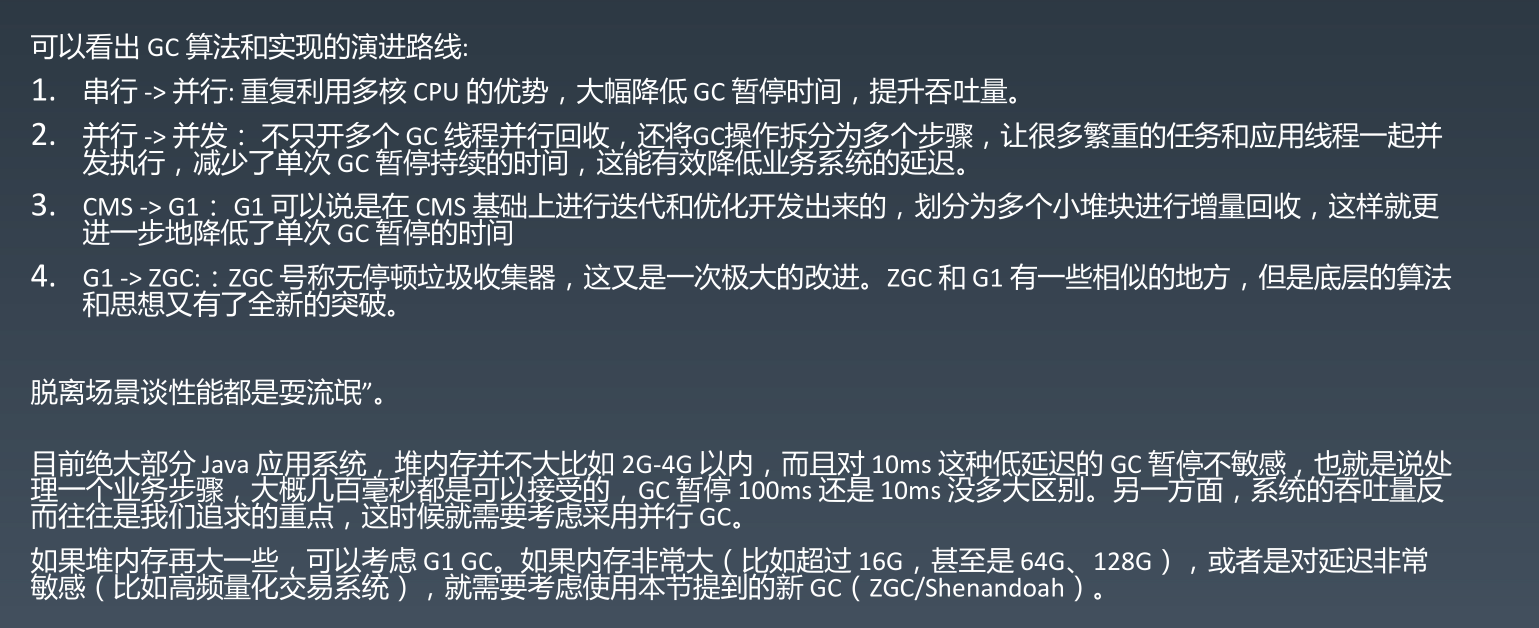 可以看出 GC 算法和实现的演进路线:
1. 串行 -> 并行: 重复利用多核 CPU 的优势，大幅降低 GC 暂停时间，提升吞吐量。
2. 并行 -> 并发： 不只开多个 GC 线程并行回收，还将GC操作拆分为多个步骤，让很多繁重的任务和应用线程一起并
发执行，减少了单次 GC 暂停持续的时间，这能有效降低业务系统的延迟。
3. CMS -> G1： G1 可以说是在 CMS 基础上进行迭代和优化开发出来的，划分为多个小堆块进行增量回收，这样就更
进一步地降低了单次 GC 暂停的时间
4. G1 -> ZGC:：ZGC 号称无停顿垃圾收集器，这又是一次极大的改进。ZGC 和 G1 有一些相似的地方，但是底层的算法
和思想又有了全新的突破。
脱离场景谈性能都是耍流氓”。
目前绝大部分 Java 应用系统，堆内存并不大比如 2G-4G 以内，而且对 10ms 这种低延迟的 GC 暂停不敏感，也就是说处
理一个业务步骤，大概几百毫秒都是可以接受的，GC 暂停 100ms 还是 10ms 没多大区别。另一方面，系统的吞吐量反
而往往是我们追求的重点，这时候就需要考虑采用并行 GC。
如果堆内存再大一些，可以考虑 G1 GC。如果内存非常大（比如超过 16G，甚至是 64G、128G），或者是对延迟非常
敏感（比如高频量化交易系统），就需要考虑使用本节提到的新 GC（ZGC/Shenandoah）。